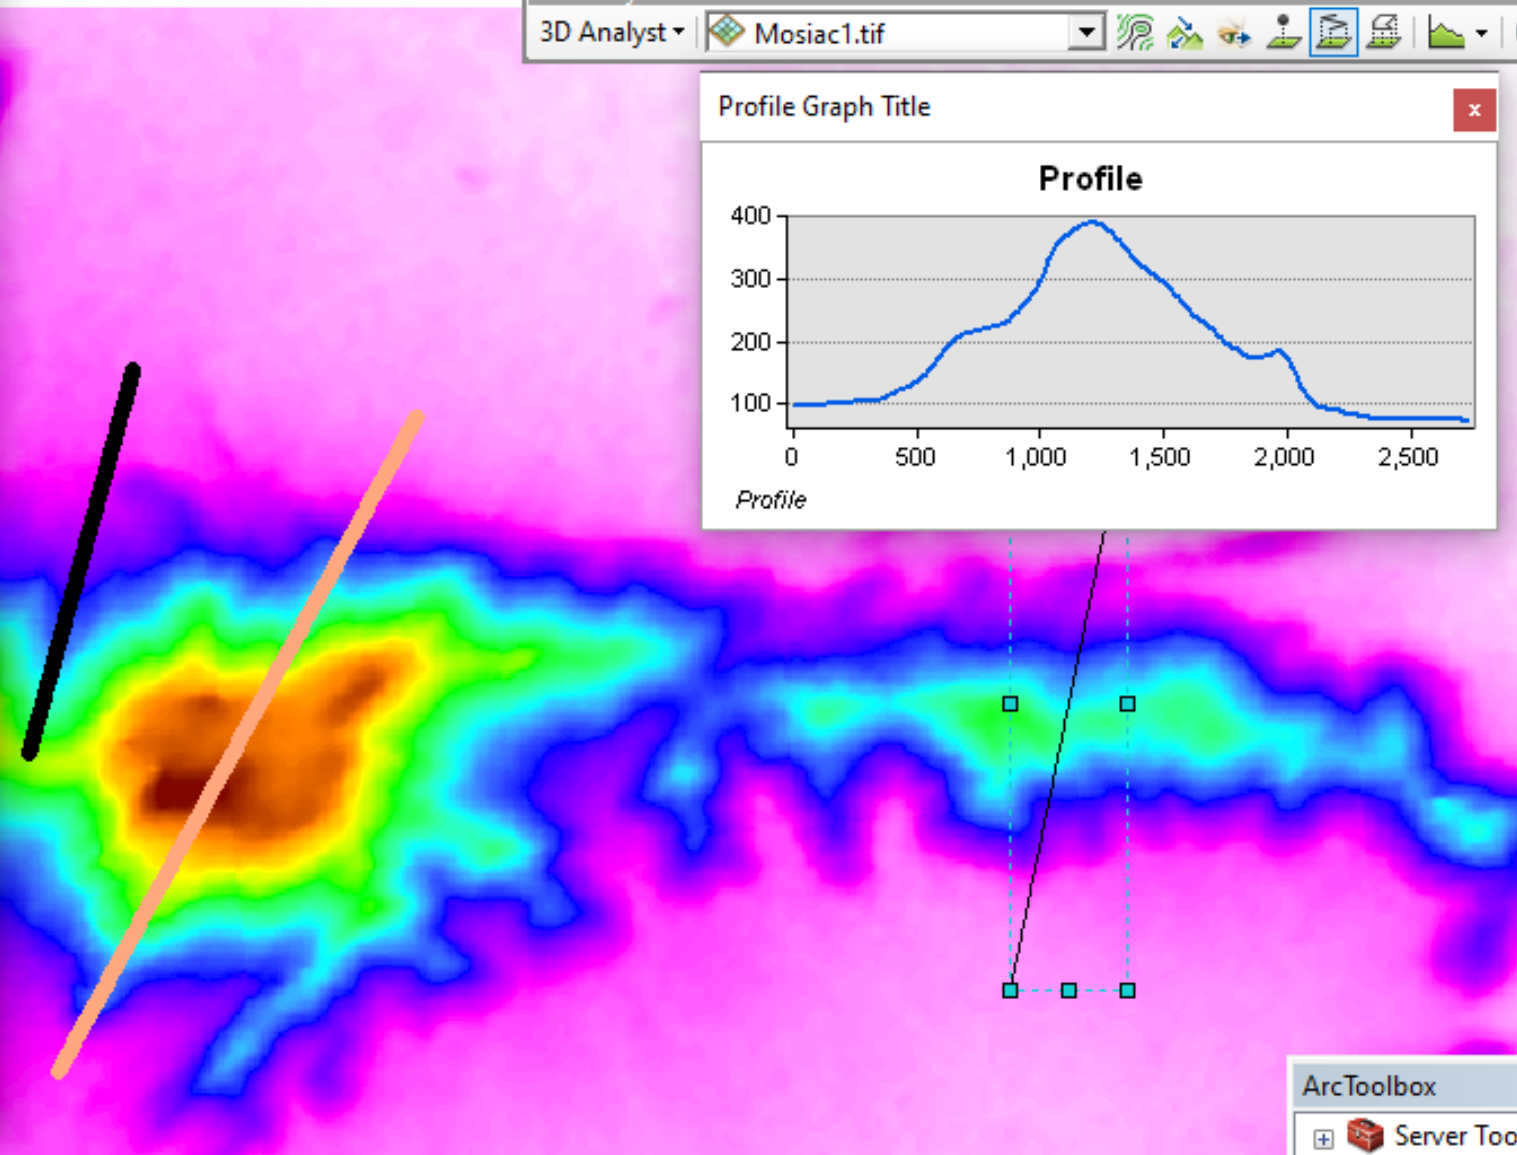 3D Analyst Mosiac1.tif
Profile Graph Title x
Profile
400
300
200
100
0 500 1,000 1,500 2,000 2,500
Profile
ArcToolbox
Server Too